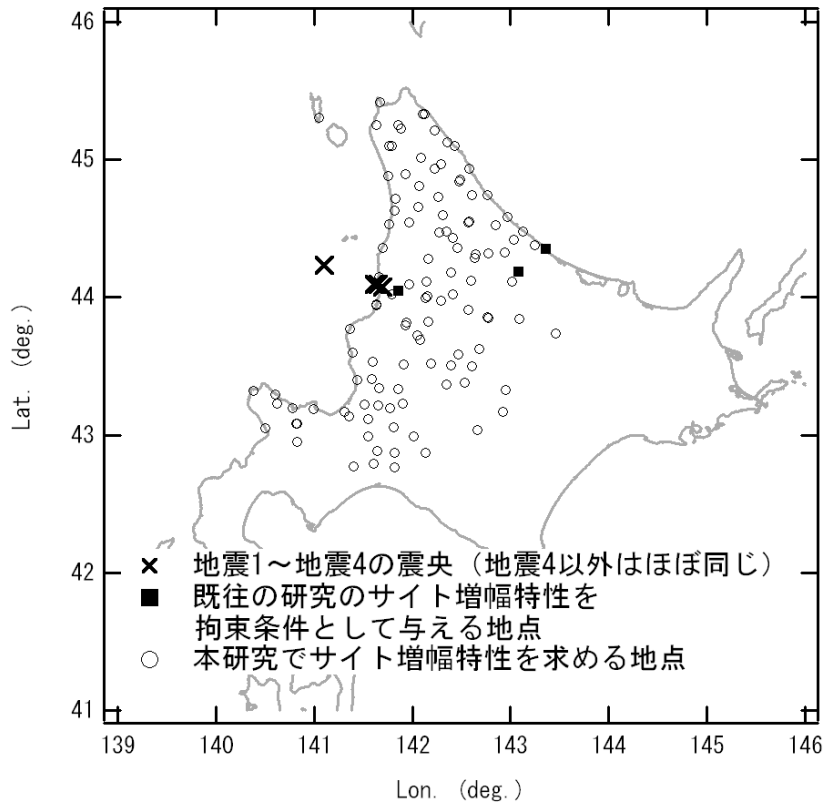 46
45
44
43
42
41
Lat. (deg.)
地震1～地震4の震央（地震4以外はほぼ同じ）
既往の研究のサイト増幅特性を
拘束条件として与える地点
本研究でサイト増幅特性を求める地点
139 140 141 142 143 144 145 146
Lon. (deg.)